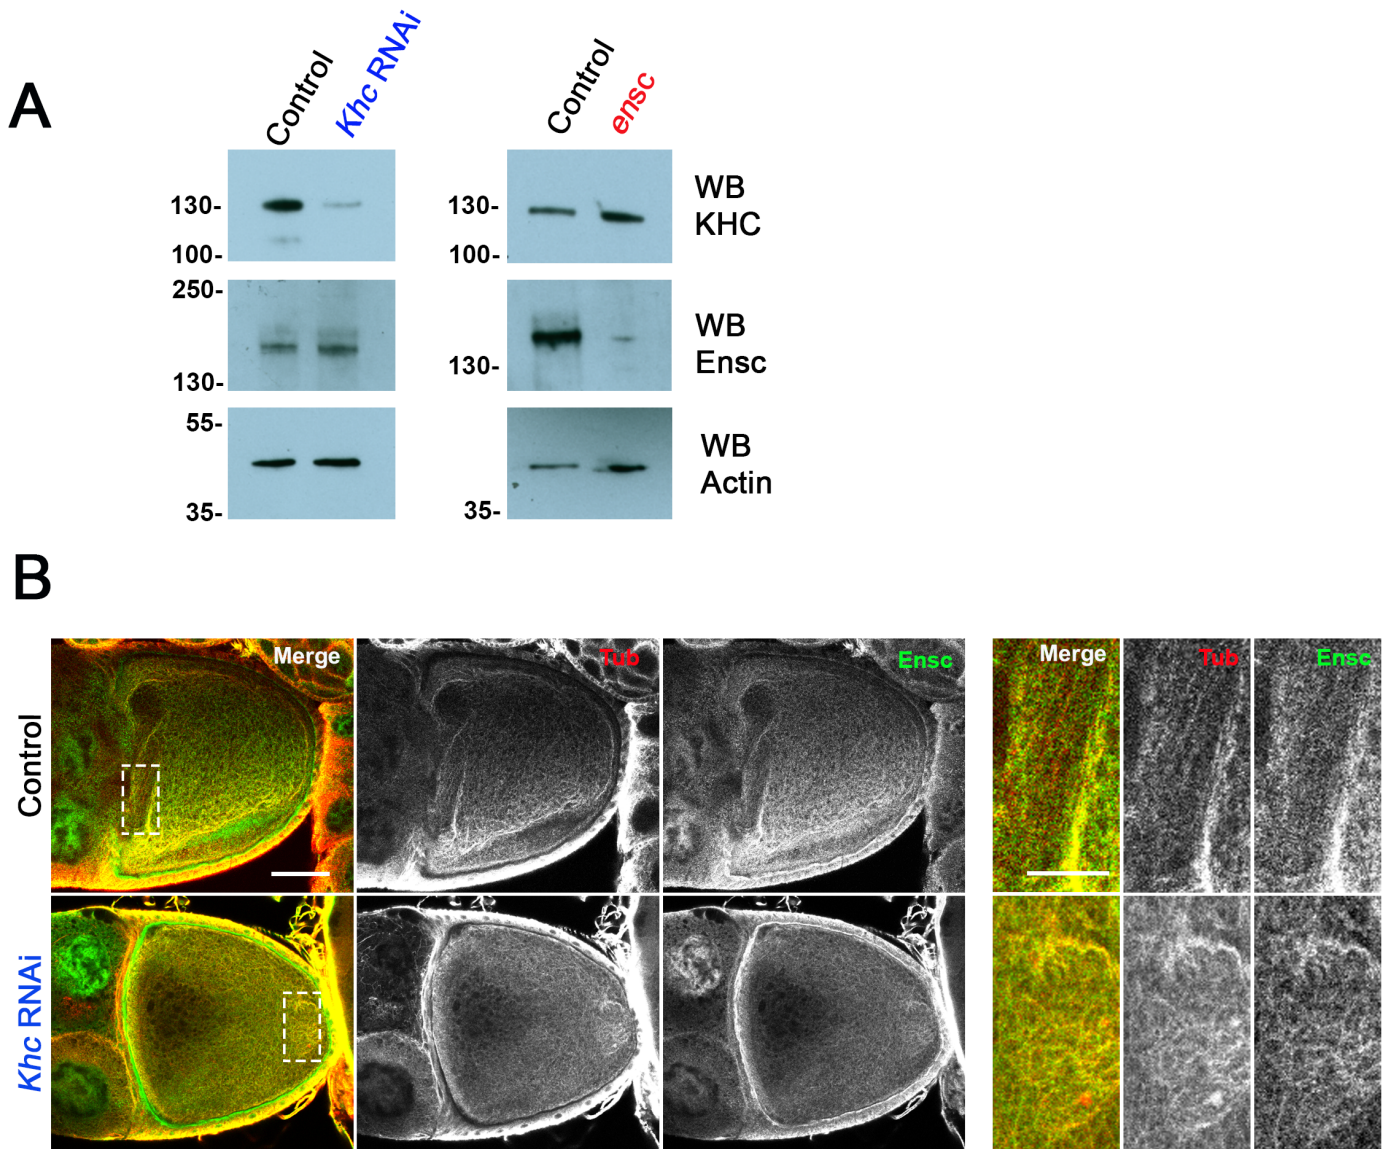 A
Control
Khc RNAi
Control
ensc
130-
100-
130-
100-
WB
KHC
250-
130-
130-
WB
Ensc
55-
35-
35-
WB
Actin
B
Control
Merge
Tub
Ensc
Merge
Tub
Ensc
Khc RNAi